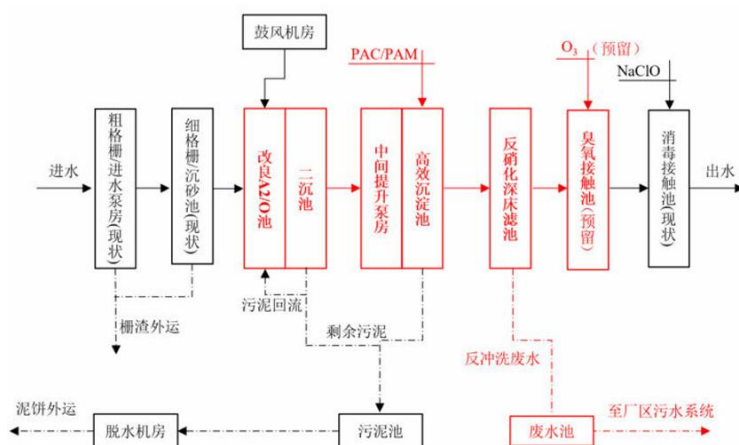 鼓风机房
PAC/PAM
O3（预留）
NaClO
进水
粗格栅
进水泵房(现状)
细格栅/沉砂池(现状)
改良A2/O池
二沉池
中间提升泵房
高效沉淀池
反硝化深床滤池
臭氧接触池(预留)
消毒接触池(现状)
出水
污泥回流
栅渣外运
剩余污泥
反冲洗废水
泥饼外运
脱水机房
污泥池
废水池
至厂区污水系统